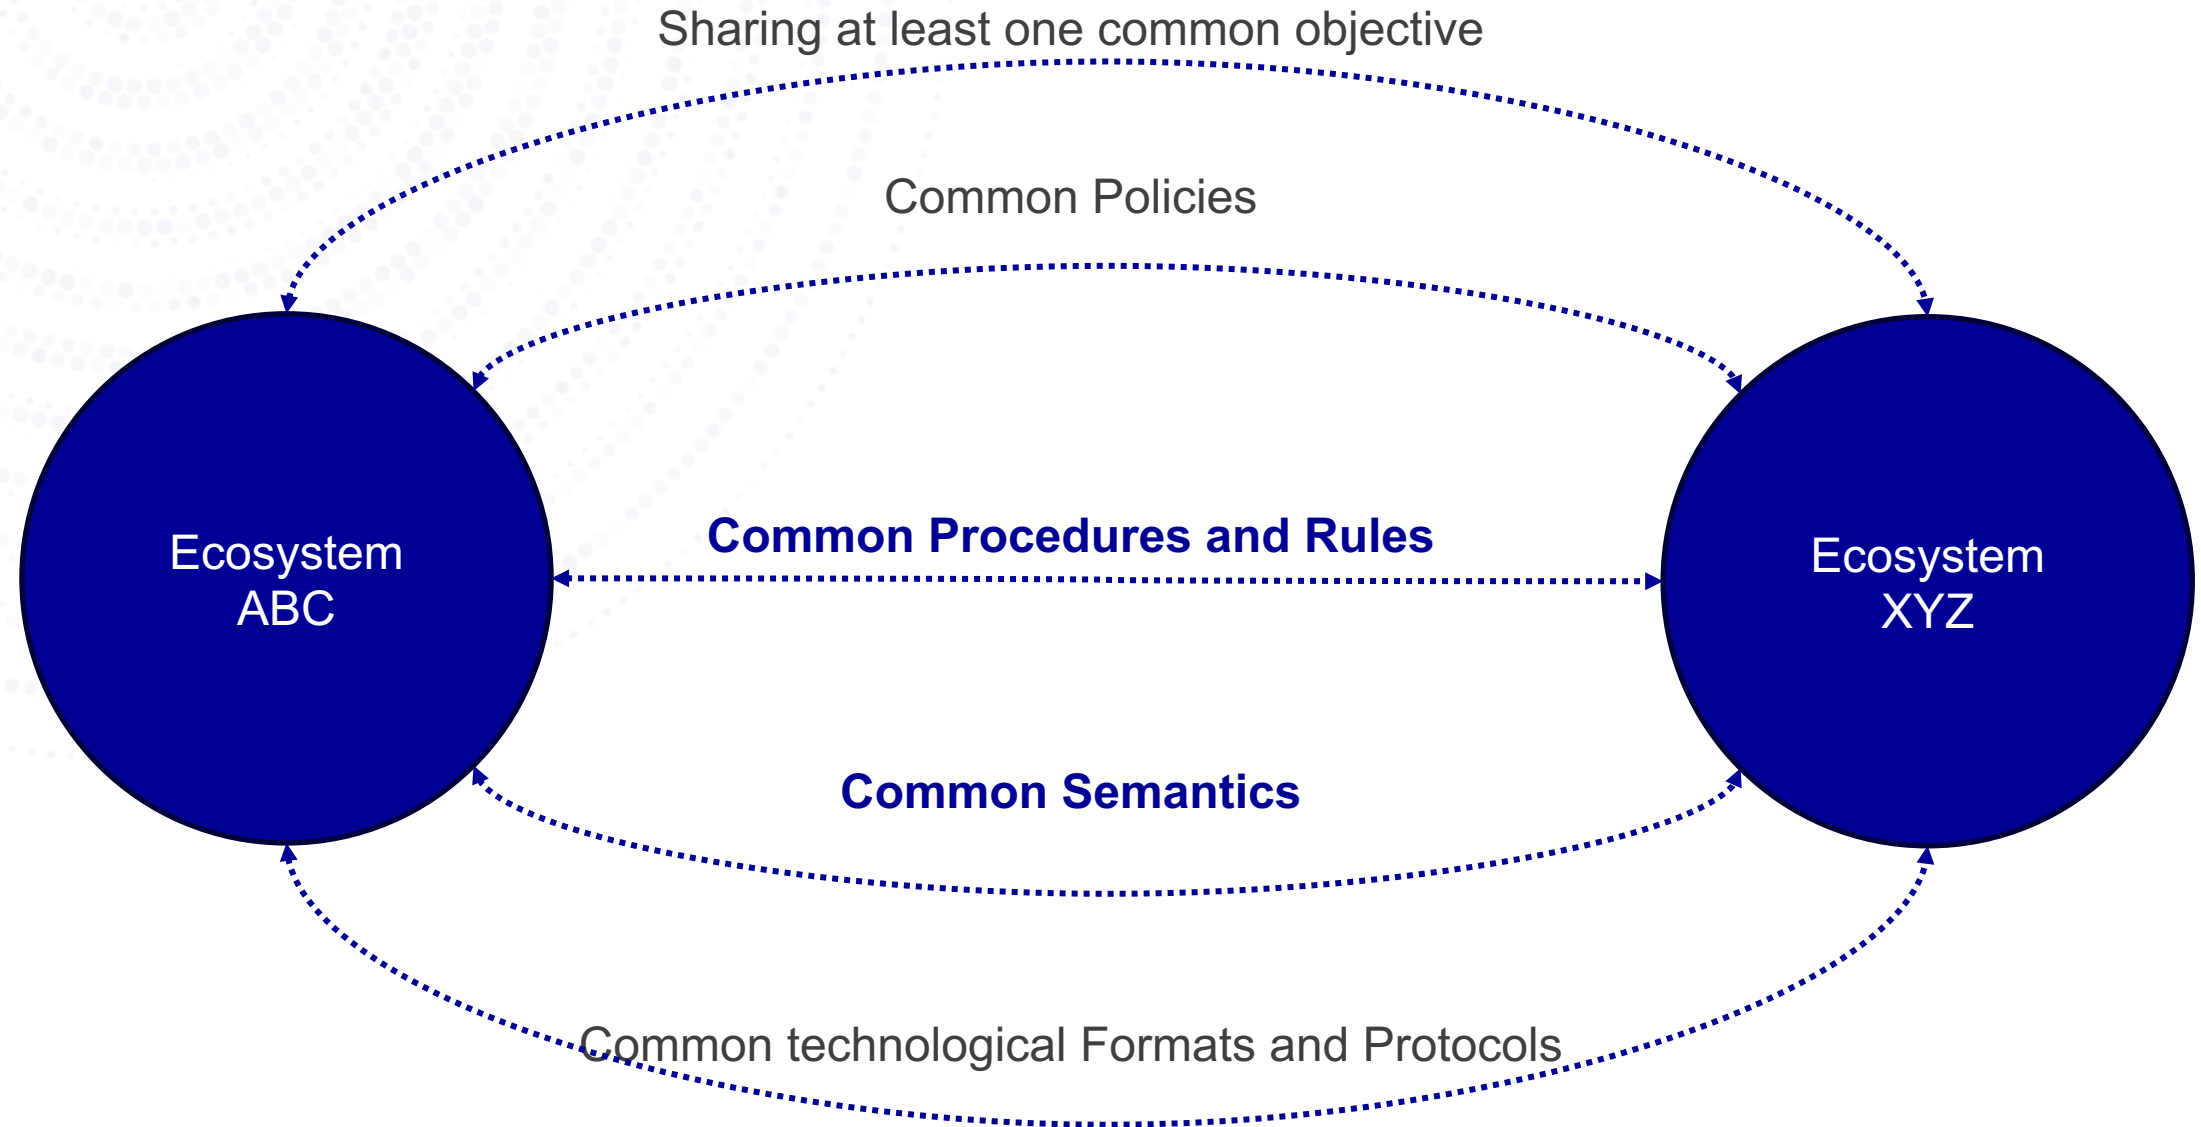 Sharing at least one common objective
Common Policies
Common Procedures and Rules
Ecosystem
ABC
Ecosystem
XYZ
Common Semantics
Common technological Formats and Protocols